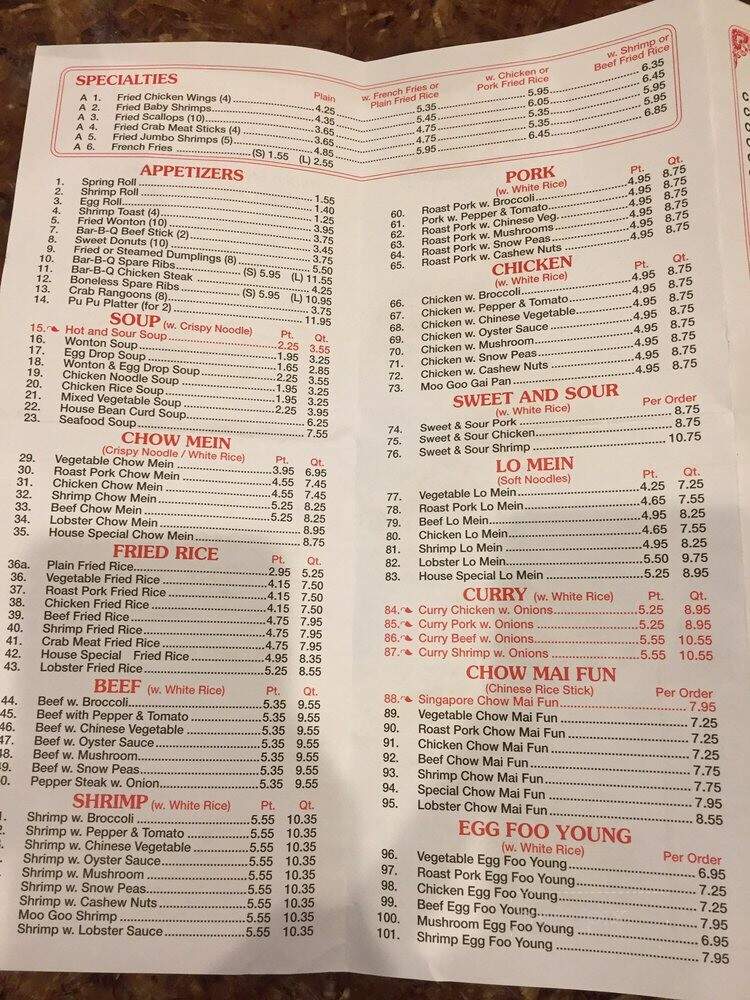 SPECIALTIES
Plain
w. French Fries or
Plain Fried Rice
w. Chicken or
Pork Fried Rice
w. Shrimp or
Beef Fried Rice
A 1. Fried Chicken Wings (4) 4.25 5.35 5.95 6.35
A 2. Fried Baby Shrimps 4.35 5.45 6.05 6.45
A 3. Fried Scallops (10) 3.65 4.75 5.35 5.95
A 4. Fried Crab Meat Sticks (4) 3.65 4.75 5.35 5.95
A 5. Fried Jumbo Shrimps (5) 4.85 5.95 6.45 6.85
A 6. French Fries (S) 1.55 (L) 2.55
APPETIZERS
1. Spring Roll 1.55
2. Shrimp Roll 1.40
3. Egg Roll 1.25
4. Shrimp Toast (4) 3.95
5. Fried Wonton (10) 3.75
7. Bar-B-Q Beef Stick (2) 3.45
8. Sweet Donuts (10) 3.75
9. Fried or Steamed Dumplings (8) 5.50
10. Bar-B-Q Spare Ribs (S) 5.95 (L) 11.55
11. Bar-B-Q Chicken Steak 4.25
12. Boneless Spare Ribs (S) 5.95 (L) 10.95
13. Crab Rangoons (8) 3.75
14. Pu Pu Platter (for 2) 11.95
SOUP (w. Crispy Noodle) Pt. Qt.
15. Hot and Sour Soup 2.25 3.55
16. Wonton Soup 1.95 3.25
17. Egg Drop Soup 1.65 2.85
18. Wonton & Egg Drop Soup 2.25 3.55
19. Chicken Noodle Soup 1.95 3.25
20. Chicken Rice Soup 1.95 3.25
21. Mixed Vegetable Soup 2.25 3.95
22. House Bean Curd Soup 6.25
23. Seafood Soup 7.55
CHOW MEIN
(Crispy Noodle / White Rice) Pt. Qt.
29. Vegetable Chow Mein 3.95 6.95
30. Roast Pork Chow Mein 4.55 7.45
31. Chicken Chow Mein 4.55 7.45
32. Shrimp Chow Mein 5.25 8.25
33. Beef Chow Mein 5.25 8.25
34. Lobster Chow Mein 8.95
35. House Special Chow Mein 8.75
FRIED RICE Pt. Qt.
36a. Plain Fried Rice 2.95 5.25
36. Vegetable Fried Rice 4.15 7.50
37. Roast Pork Fried Rice 4.15 7.50
38. Chicken Fried Rice 4.15 7.50
39. Beef Fried Rice 4.75 7.95
40. Shrimp Fried Rice 4.75 7.95
41. Crab Meat Fried Rice 4.75 7.95
42. House Special Fried Rice 4.95 8.35
43. Lobster Fried Rice 5.25 8.55
BEEF (w. White Rice) Pt. Qt.
44. Beef w. Broccoli 5.35 9.55
45. Beef with Pepper & Tomato 5.35 9.55
46. Beef w. Chinese Vegetable 5.35 9.55
47. Beef w. Oyster Sauce 5.35 9.55
48. Beef w. Mushroom 5.35 9.55
49. Beef w. Snow Peas 5.35 9.55
0. Pepper Steak w. Onion 5.35 9.55
SHRIMP (w. White Rice) Pt. Qt.
Shrimp w. Broccoli 5.55 10.35
Shrimp w. Pepper & Tomato 5.55 10.35
Shrimp w. Chinese Vegetable 5.55 10.35
Shrimp w. Oyster Sauce 5.55 10.35
Shrimp w. Mushroom 5.55 10.35
Shrimp w. Snow Peas 5.55 10.35
Shrimp w. Cashew Nuts 5.55 10.35
Moo Goo Shrimp 5.55 10.35
Shrimp w. Lobster Sauce 5.55 10.35
PORK
(w. White Rice) Pt. Qt.
60. Roast Pork w. Broccoli 4.95 8.75
61. Pork w. Pepper & Tomato 4.95 8.75
62. Roast Pork w. Chinese Veg. 4.95 8.75
63. Roast Pork w. Mushrooms 4.95 8.75
64. Roast Pork w. Snow Peas 4.95 8.75
65. Roast Pork w. Cashew Nuts 4.95 8.75
CHICKEN
(w. White Rice) Pt. Qt.
66. Chicken w. Broccoli 4.95 8.75
67. Chicken w. Pepper & Tomato 4.95 8.75
68. Chicken w. Chinese Vegetable 4.95 8.75
69. Chicken w. Oyster Sauce 4.95 8.75
70. Chicken w. Mushroom 4.95 8.75
71. Chicken w. Snow Peas 4.95 8.75
72. Chicken w. Cashew Nuts 4.95 8.75
73. Moo Goo Gai Pan 4.95 8.75
SWEET AND SOUR
(w. White Rice) Per Order
74. Sweet & Sour Pork 8.75
75. Sweet & Sour Chicken 8.75
76. Sweet & Sour Shrimp 10.75
LO MEIN
(Soft Noodles) Pt. Qt.
77. Vegetable Lo Mein 4.25 7.25
78. Roast Pork Lo Mein 4.65 7.55
79. Beef Lo Mein 4.95 8.25
80. Chicken Lo Mein 4.65 7.55
81. Shrimp Lo Mein 4.95 8.25
82. Lobster Lo Mein 5.50 9.75
83. House Special Lo Mein 5.25 8.95
CURRY (w. White Rice) Pt. Qt.
84. Curry Chicken w. Onions 5.25 8.95
85. Curry Pork w. Onions 5.25 8.95
86. Curry Beef w. Onions 5.55 10.55
87. Curry Shrimp w. Onions 5.55 10.55
CHOW MAI FUN
(Chinese Rice Stick) Per Order
88. Singapore Chow Mai Fun 7.95
89. Vegetable Chow Mai Fun 7.25
90. Roast Pork Chow Mai Fun 7.25
91. Chicken Chow Mai Fun 7.25
92. Beef Chow Mai Fun 7.75
93. Shrimp Chow Mai Fun 7.75
94. Special Chow Mai Fun 7.95
95. Lobster Chow Mai Fun 8.55
EGG FOO YOUNG
(w. White Rice) Per Order
96. Vegetable Egg Foo Young 6.95
97. Roast Pork Egg Foo Young 7.25
98. Chicken Egg Foo Young 7.25
99. Beef Egg Foo Young 7.95
100. Mushroom Egg Foo Young 6.95
101. Shrimp Egg Foo Young 7.95